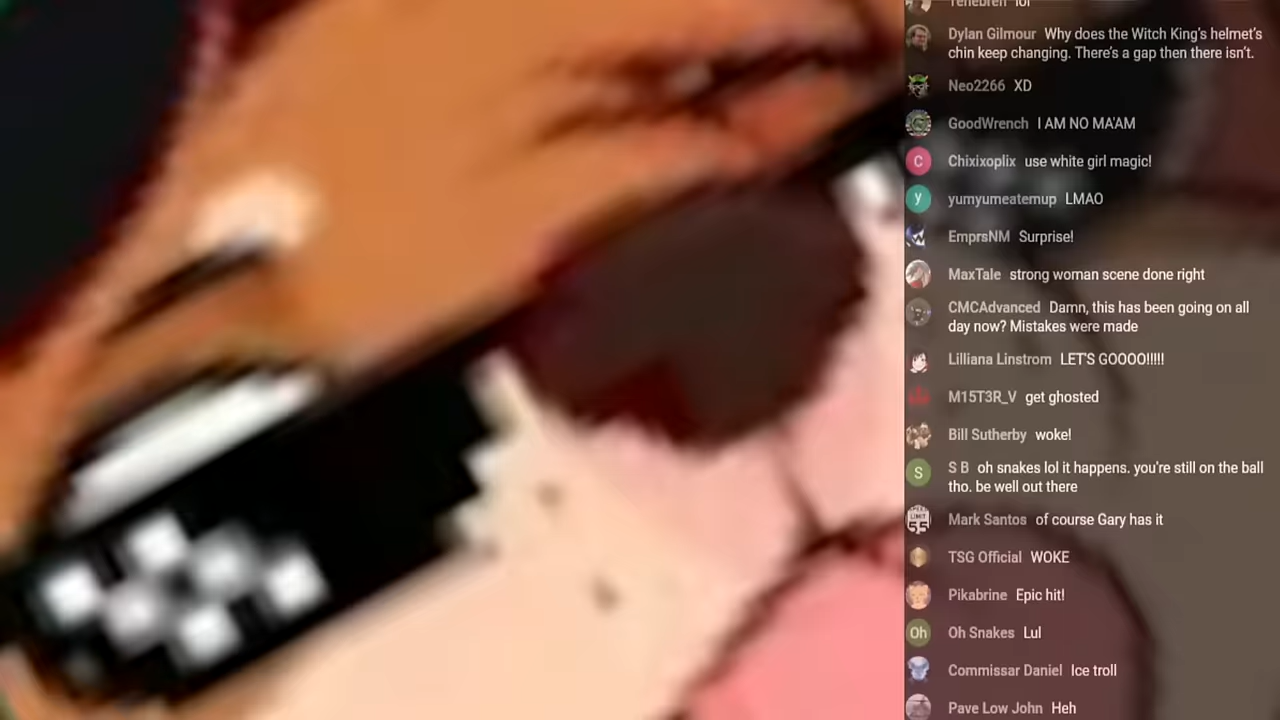 Tenebren lol
Dylan Gilmour Why does the Witch King's helmet's
chin keep changing. There's a gap then there isn't.
Neo2266 XD
GoodWrench I AM NO MA'AM
C Chixixoplix use white girl magic!
y yumyumeatemup LMAO
EmprsNM Surprise!
MaxTale strong woman scene done right
CMCAdvanced Damn, this has been going on all
day now? Mistakes were made
Lilliana Linstrom LET'S GOOOO!!!!!
M15T3R_V get ghosted
Bill Sutherby woke!
S S B oh snakes lol it happens. you're still on the ball
tho. be well out there
LIMIT
55 Mark Santos of course Gary has it
TSG Official WOKE
Pikabrine Epic hit!
Oh Oh Snakes Lul
Commissar Daniel Ice troll
Pave Low John Heh